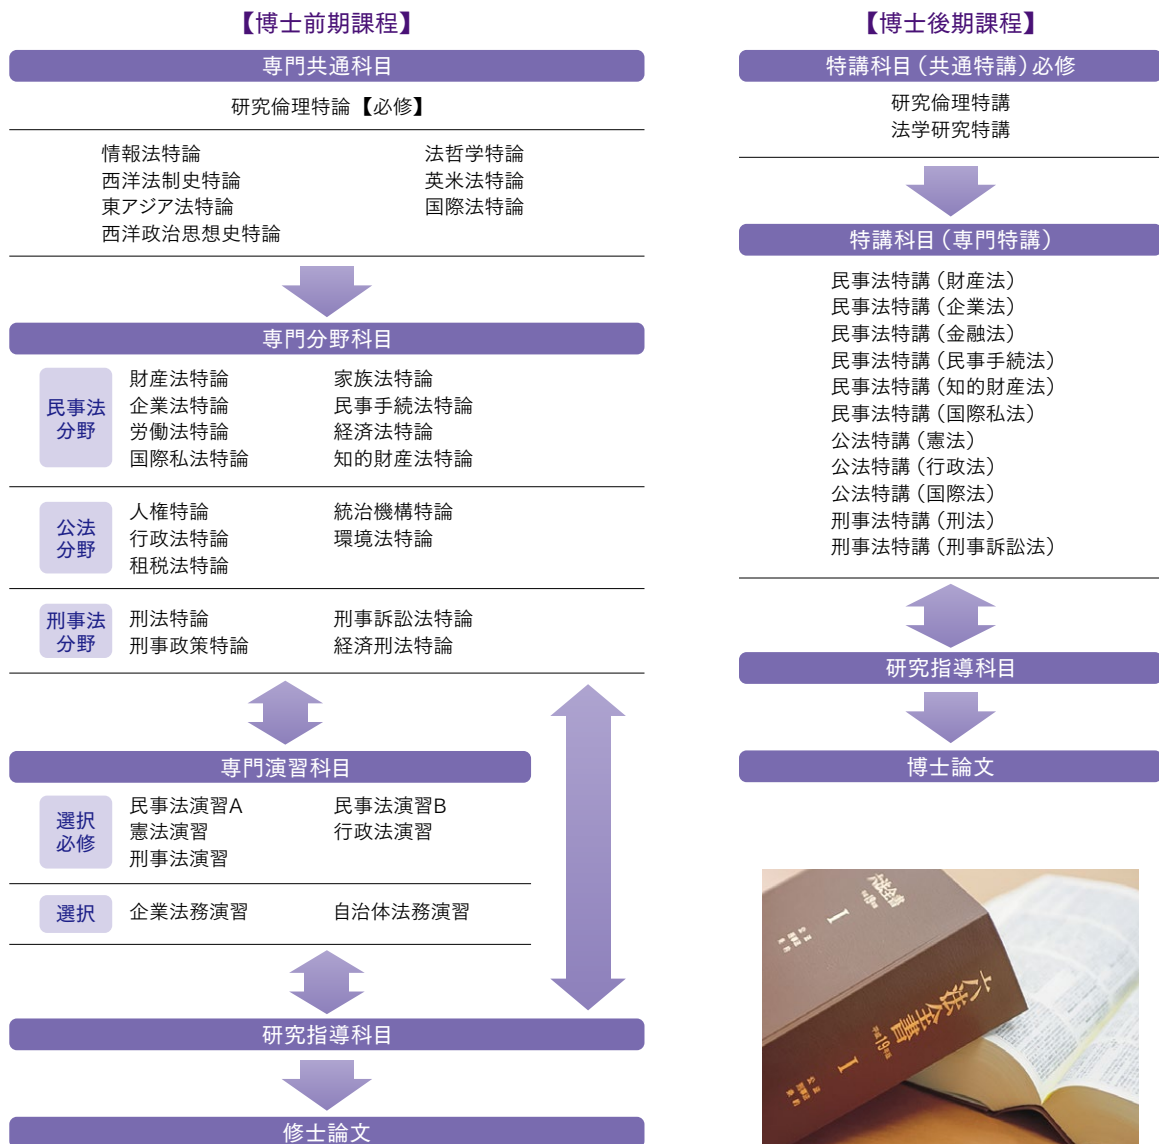 【博士前期課程】
専門共通科目
研究倫理特論【必修】
情報法特論
西洋法制史特論
東アジア法特論
西洋政治思想史特論
法哲学特論
英米法特論
国際法特論
専門分野科目
民事法
分野
財産法特論
企業法特論
労働法特論
国際私法特論
家族法特論
民事手続法特論
経済法特論
知的財産法特論
公法
分野
人権特論
行政法特論
租税法特論
統治機構特論
環境法特論
刑事法
分野
刑法特論
刑事政策特論
刑事訴訟法特論
経済刑法特論
専門演習科目
選択
必修
民事法演習A
憲法演習
刑事法演習
民事法演習B
行政法演習
選択
企業法務演習
自治体法務演習
研究指導科目
修士論文
【博士後期課程】
特講科目（共通特講）必修
研究倫理特講
法学研究特講
特講科目（専門特講）
民事法特講（財産法）
民事法特講（企業法）
民事法特講（金融法）
民事法特講（民事手続法）
民事法特講（知的財産法）
民事法特講（国際私法）
公法特講（憲法）
公法特講（行政法）
公法特講（国際法）
刑事法特講（刑法）
刑事法特講（刑事訴訟法）
研究指導科目
博士論文
六法全書
I
六法全書
平成19年版
I